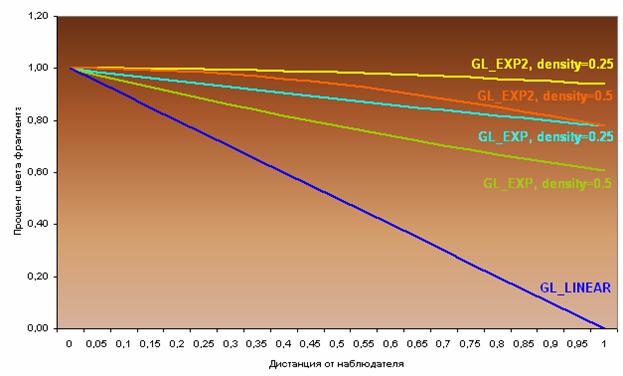 1,20
1,00
0,80
0,60
0,40
0,20
0,00
Процент цвета фрагмента
GL_EXP2, density=0.25
GL_EXP2, density=0.5
GL_EXP, density=0.25
GL_EXP, density=0.5
GL_LINEAR
0 0,05 0,1 0,15 0,2 0,25 0,3 0,35 0,4 0,45 0,5 0,55 0,6 0,65 0,7 0,75 0,8 0,85 0,9 0,95 1
Дистанция от наблюдателя